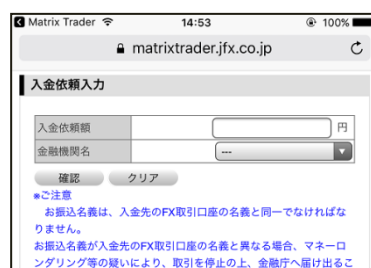 Matrix Trader 14:53 100%
matrixtrader.jfx.co.jp
入金依頼入力
入金依頼額 円
金融機関名 ---
確認 クリア
※ご注意
お振込名義は、入金先のFX取引口座の名義と同一でなければな
りません。
お振込名義が入金先のFX取引口座の名義と異なる場合、マネーロ
ンダリング等の疑いにより、取引を停止の上、金融庁へ届け出るこ